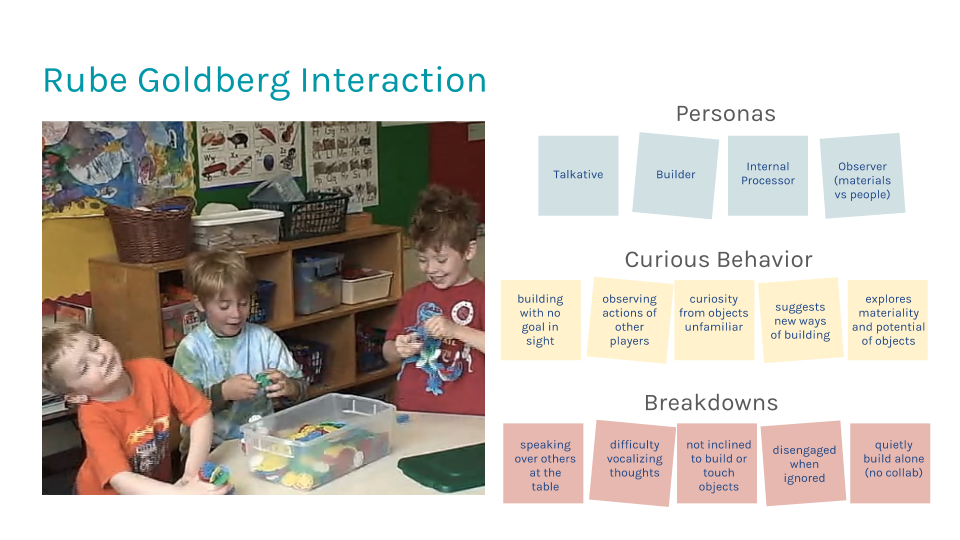 Rube Goldberg Interaction
Personas
Talkative
Builder
Internal
Processor
Observer
(materials
vs people)
Curious Behavior
building
with no
goal in
sight
observing
actions of
other
players
curiosity
from objects
unfamiliar
suggests
new ways
of building
explores
materiality
and potential
of objects
Breakdowns
speaking
over others
at the
table
difficulty
vocalizing
thoughts
not inclined
to build or
touch
objects
disengaged
when
ignored
quietly
build alone
(no collab)